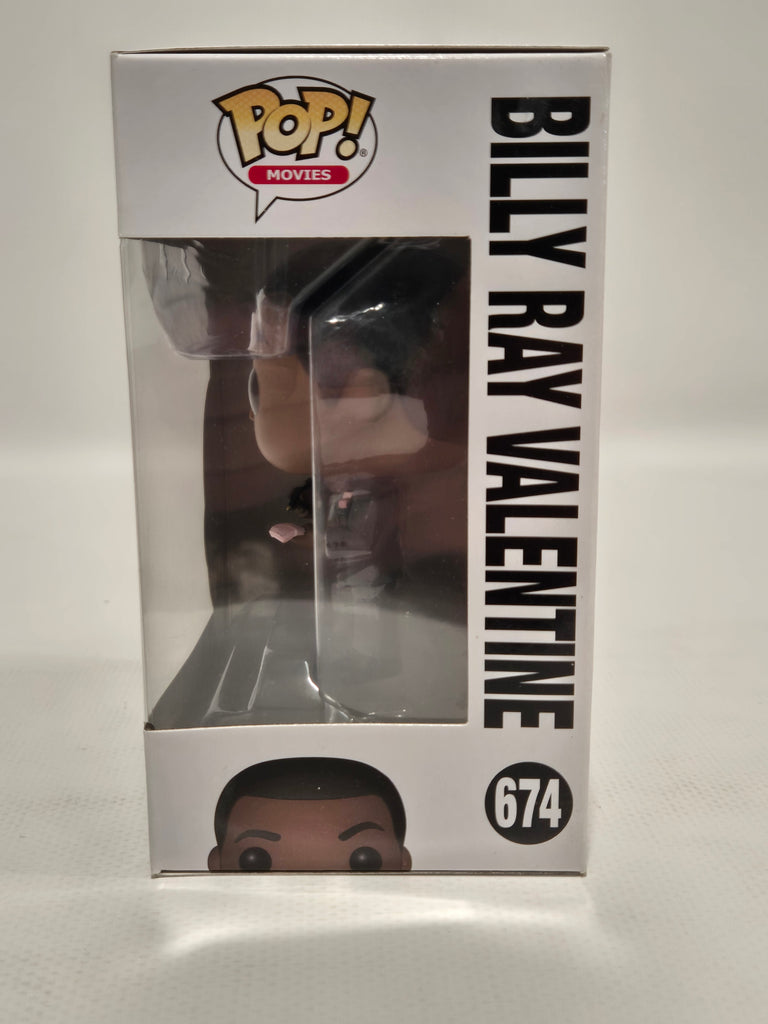 POP!
®
MOVIES
BILLY RAY VALENTINE
674